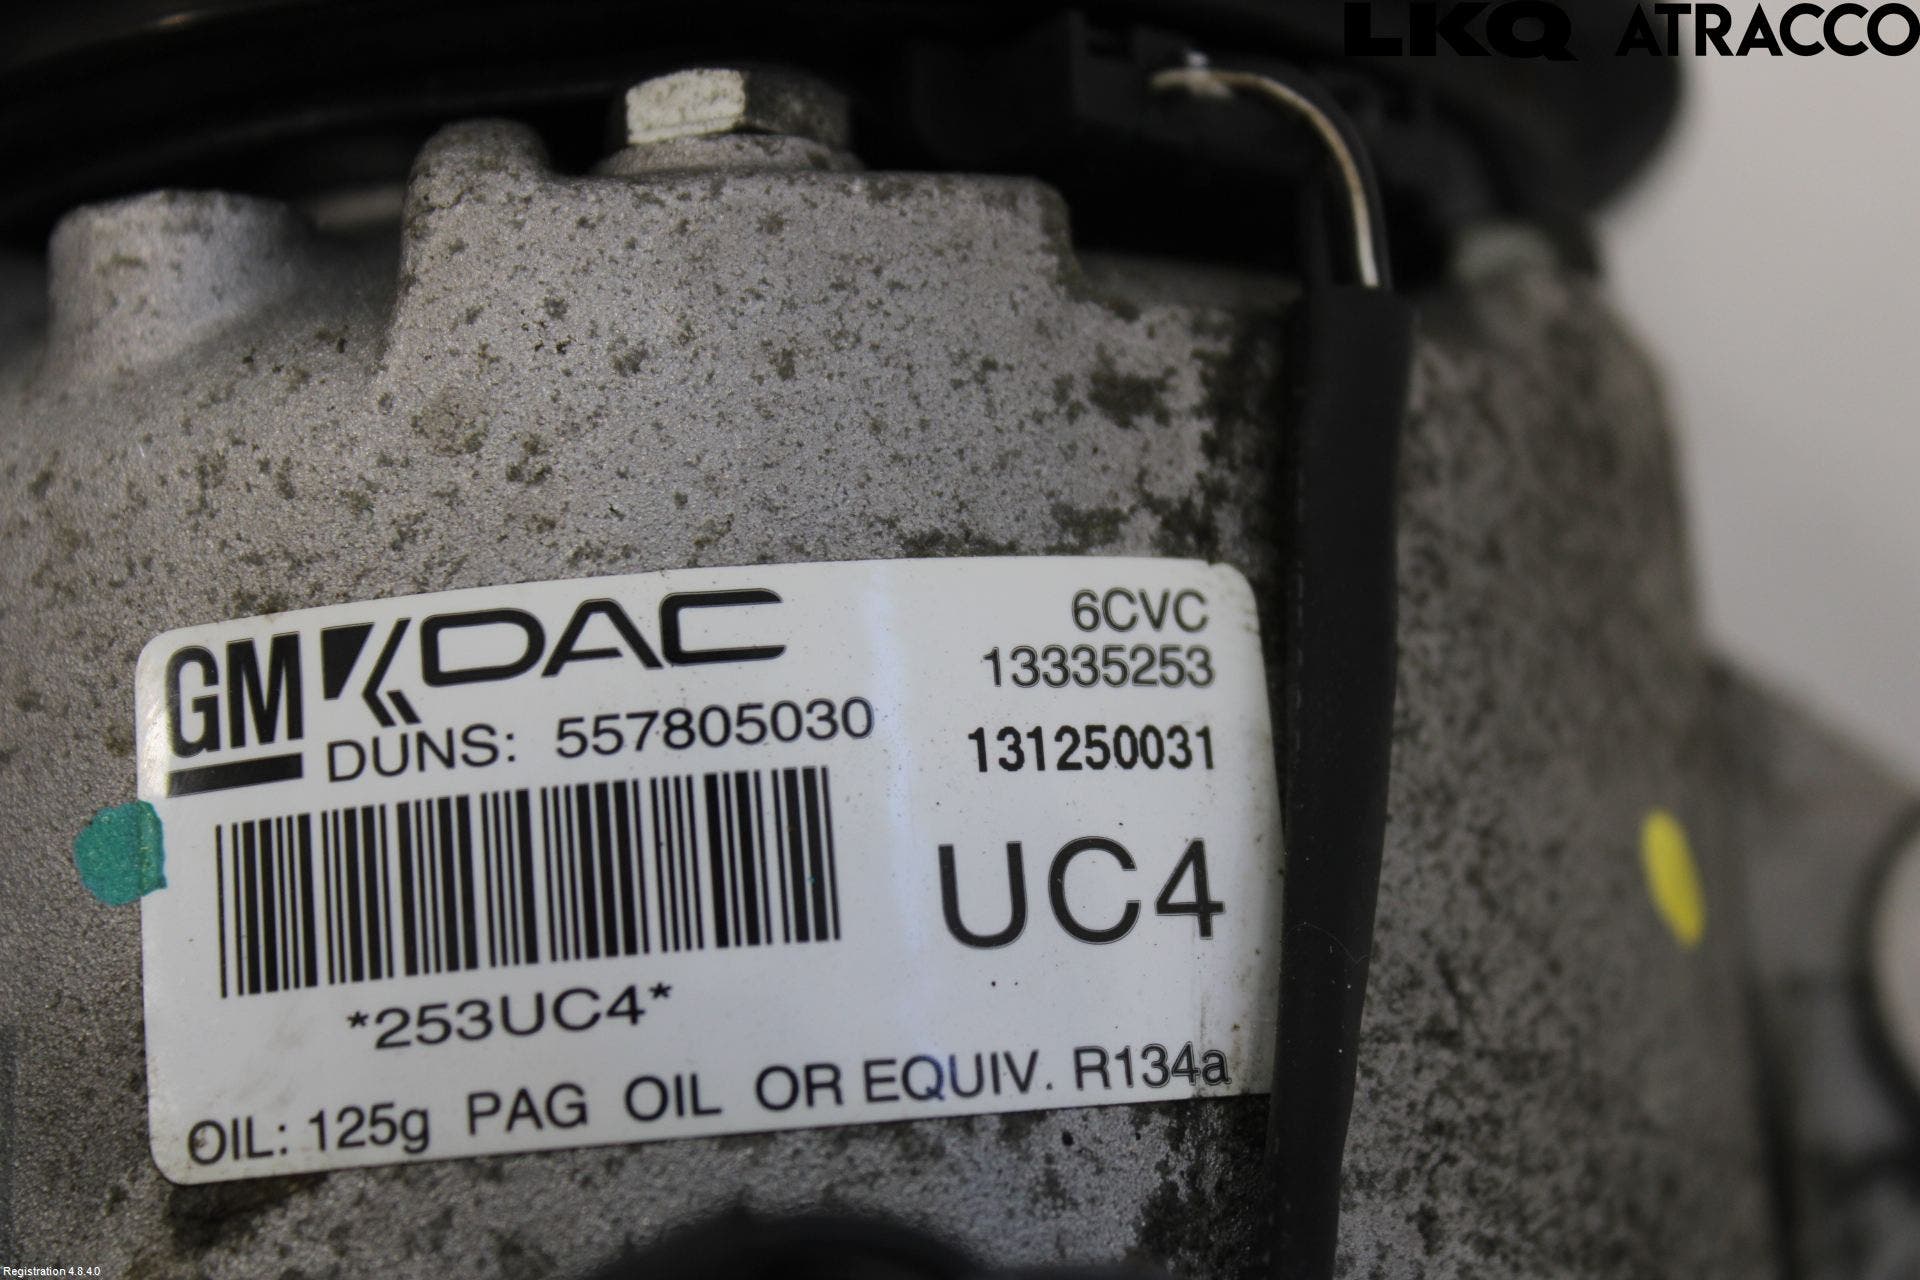 LKQ ATRACCO
GM KDAC
DUNS: 557805030
6CVC
13335253
131250031
UC4
*253UC4*
OIL: 125g PAG OIL OR EQUIV. R134a
Registration 4.8.4.0